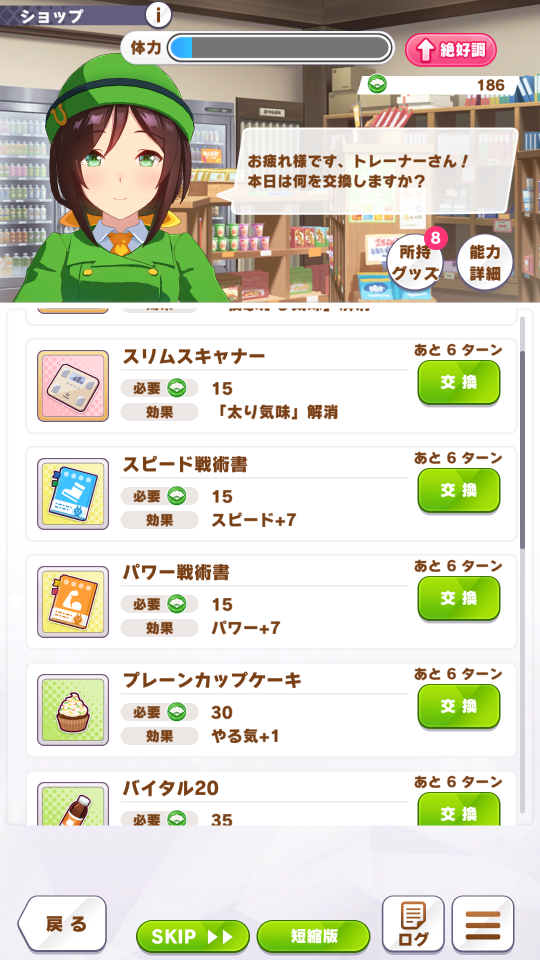 ショップ
i
体力
絶好調
186
お疲れ様です、トレーナーさん!
本日は何を交換しますか?
所持
グッズ
8
能力
詳細
効果
スリムスキャナー
あと 6 ターン
必要 15
交換
効果 「太り気味」解消
スピード戦術書
あと 6 ターン
必要 15
交換
効果 スピード+7
パワー戦術書
あと 6 ターン
必要 15
交換
効果 パワー+7
プレーンカップケーキ
あと 6 ターン
必要 30
交換
効果 やる気+1
バイタル20
あと 6 ターン
必要 35
交換
戻る
SKIP
短縮版
ログ